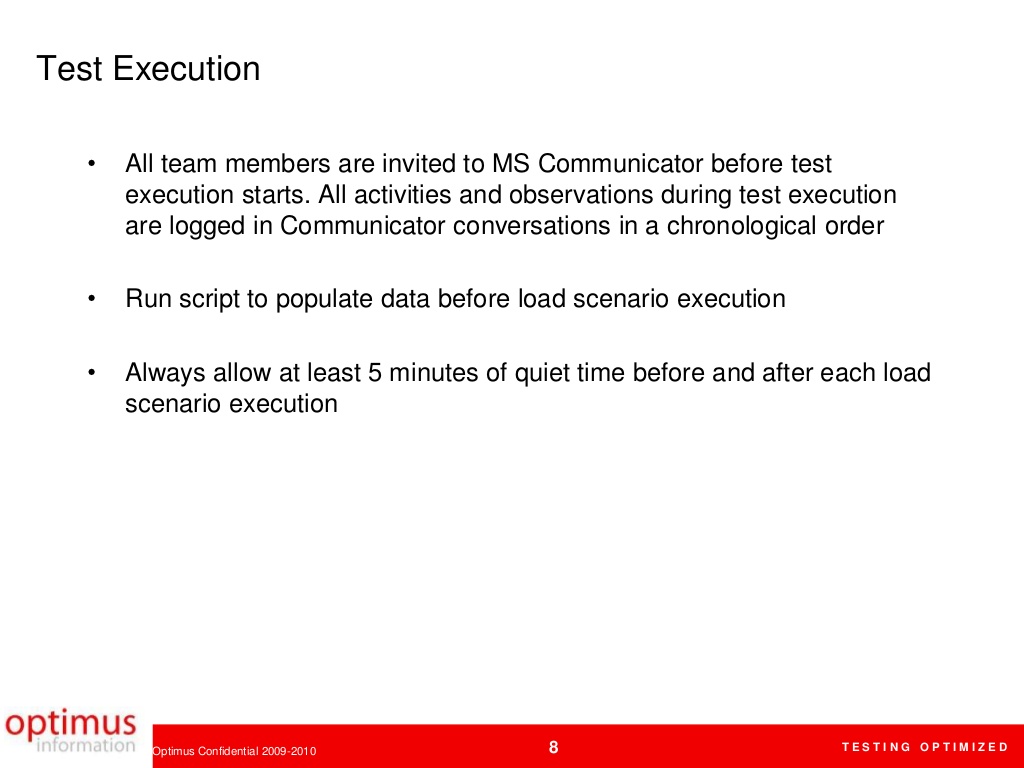 Test Execution
• All team members are invited to MS Communicator before test
execution starts. All activities and observations during test execution
are logged in Communicator conversations in a chronological order
• Run script to populate data before load scenario execution
• Always allow at least 5 minutes of quiet time before and after each load
scenario execution
optimus
information
Optimus Confidential 2009-2010
8
TESTING OPTIMIZED